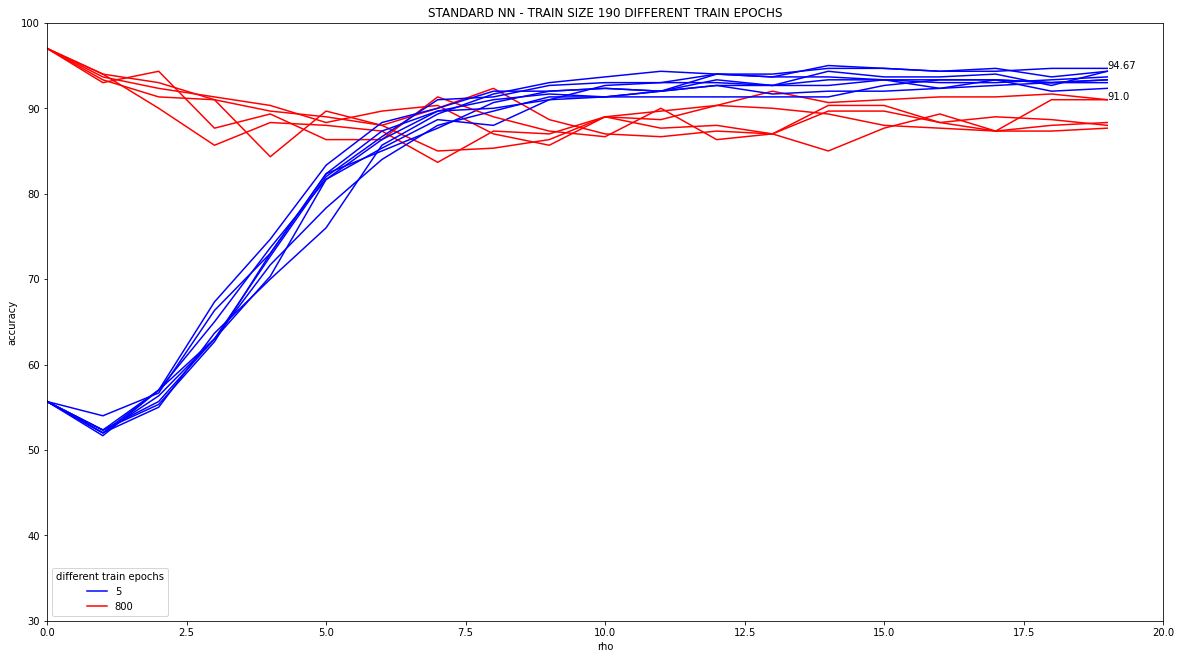 STANDARD NN - TRAIN SIZE 190 DIFFERENT TRAIN EPOCHS
100
90
80
70
60
50
40
30
accuracy
94.67
91.0
different train epochs
5
800
0.0 2.5 5.0 7.5 10.0 12.5 15.0 17.5 20.0
rho